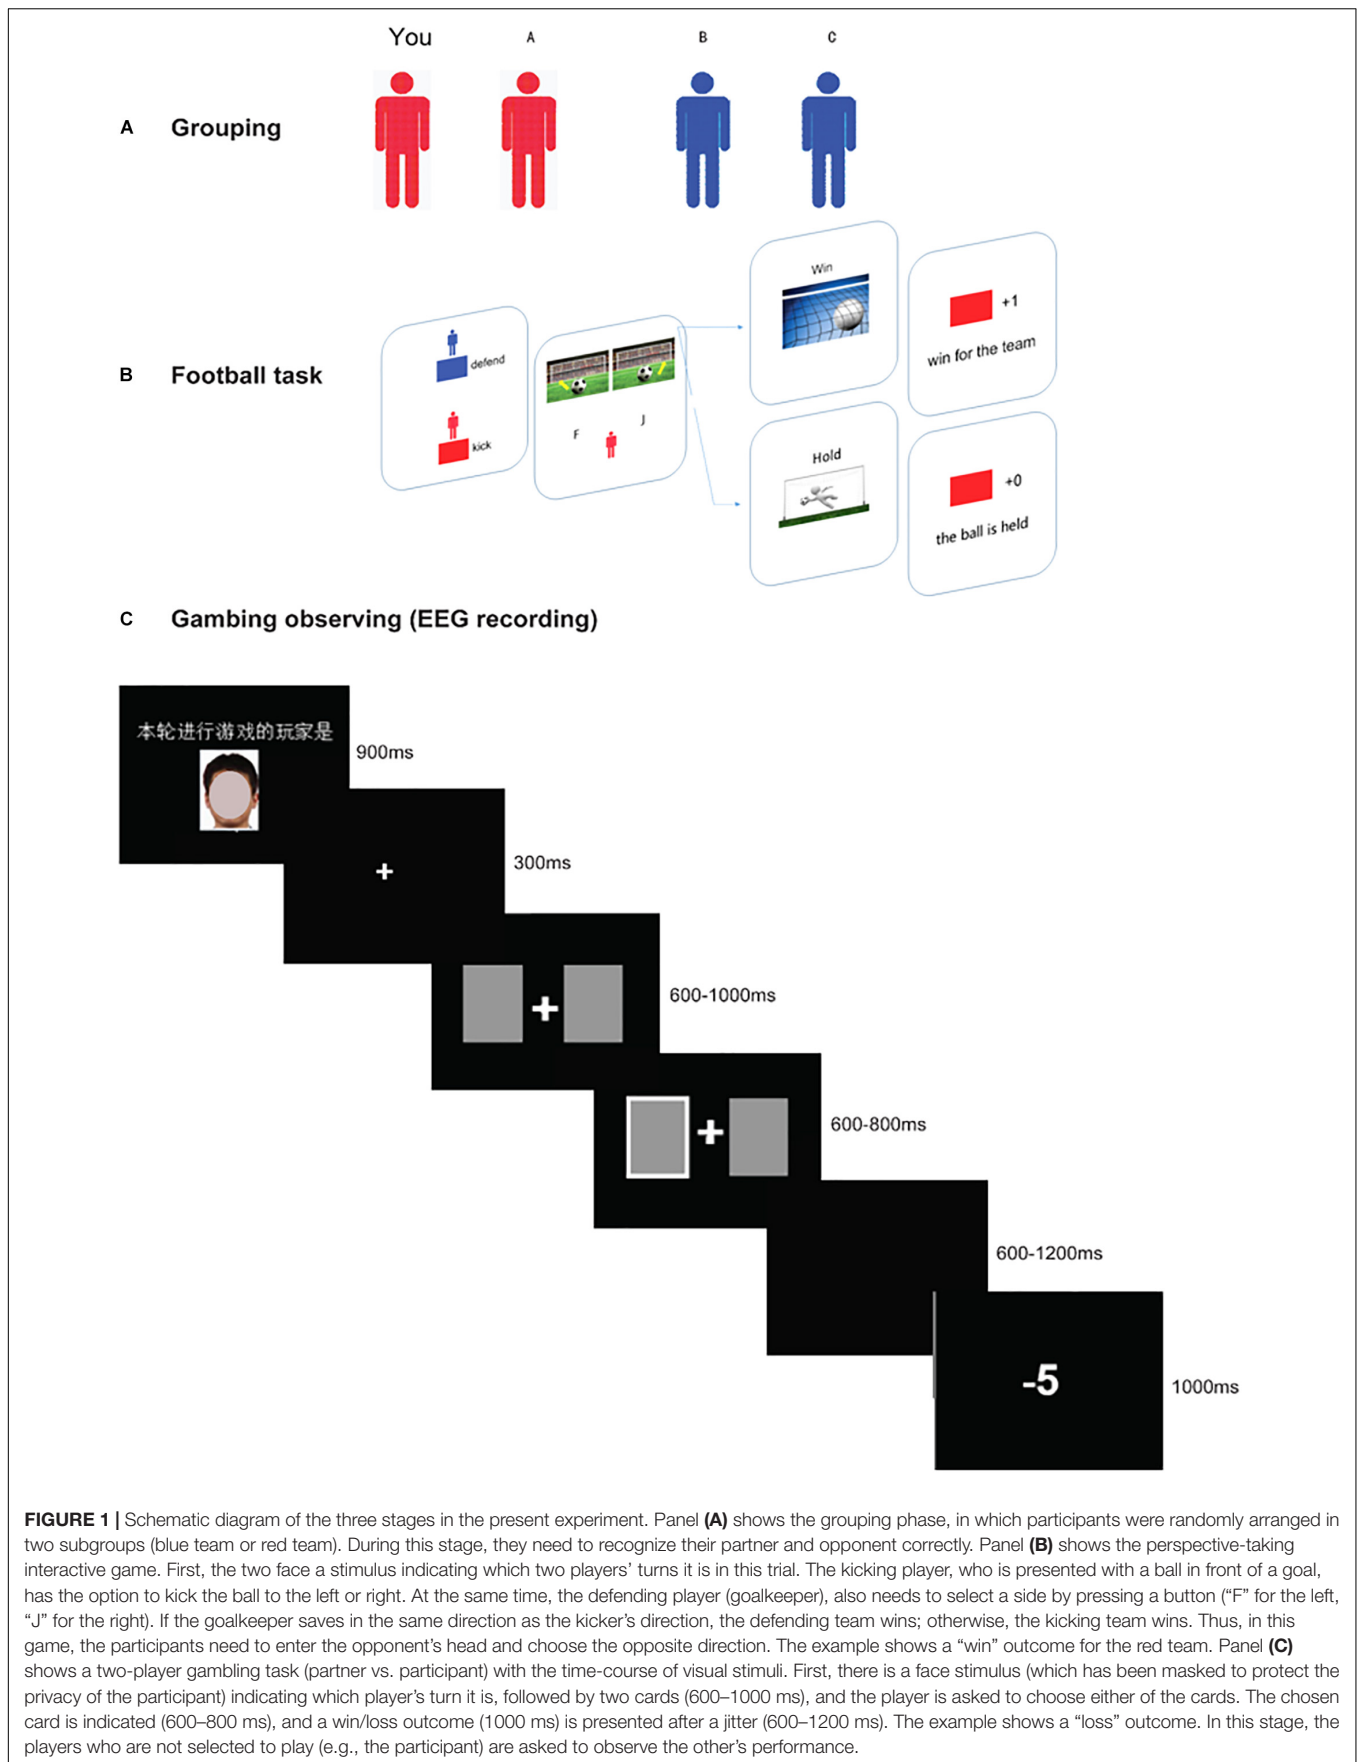 You A B C
A Grouping
Win
+1
win for the team
defend
kick
F J
B Football task
Hold
+0
the ball is held
C Gambing observing (EEG recording)
本轮进行游戏的玩家是
900ms
+
300ms
+
600-1000ms
+
600-800ms
600-1200ms
-5
1000ms
FIGURE 1 | Schematic diagram of the three stages in the present experiment. Panel (A) shows the grouping phase, in which participants were randomly arranged in
two subgroups (blue team or red team). During this stage, they need to recognize their partner and opponent correctly. Panel (B) shows the perspective-taking
interactive game. First, the two face a stimulus indicating which two players’ turns it is in this trial. The kicking player, who is presented with a ball in front of a goal,
has the option to kick the ball to the left or right. At the same time, the defending player (goalkeeper), also needs to select a side by pressing a button (“F” for the left,
“J” for the right). If the goalkeeper saves in the same direction as the kicker’s direction, the defending team wins; otherwise, the kicking team wins. Thus, in this
game, the participants need to enter the opponent’s head and choose the opposite direction. The example shows a “win” outcome for the red team. Panel (C)
shows a two-player gambling task (partner vs. participant) with the time-course of visual stimuli. First, there is a face stimulus (which has been masked to protect the
privacy of the participant) indicating which player’s turn it is, followed by two cards (600–1000 ms), and the player is asked to choose either of the cards. The chosen
card is indicated (600–800 ms), and a win/loss outcome (1000 ms) is presented after a jitter (600–1200 ms). The example shows a “loss” outcome. In this stage, the
players who are not selected to play (e.g., the participant) are asked to observe the other’s performance.